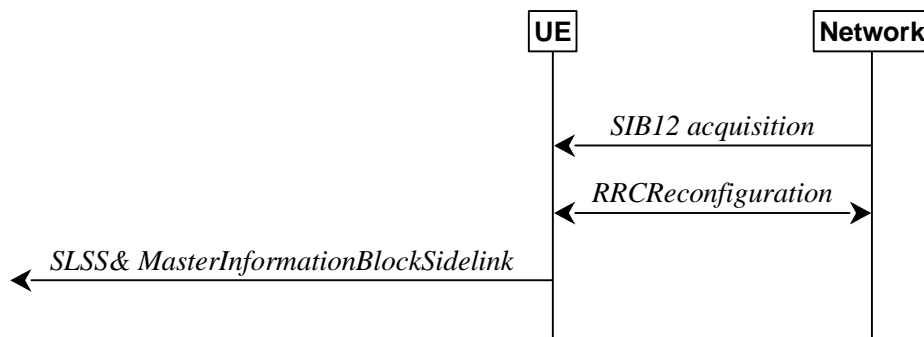 UE
Network
SIB12 acquisition
RRCReconfiguration
SLSS& MasterInformationBlockSidelink